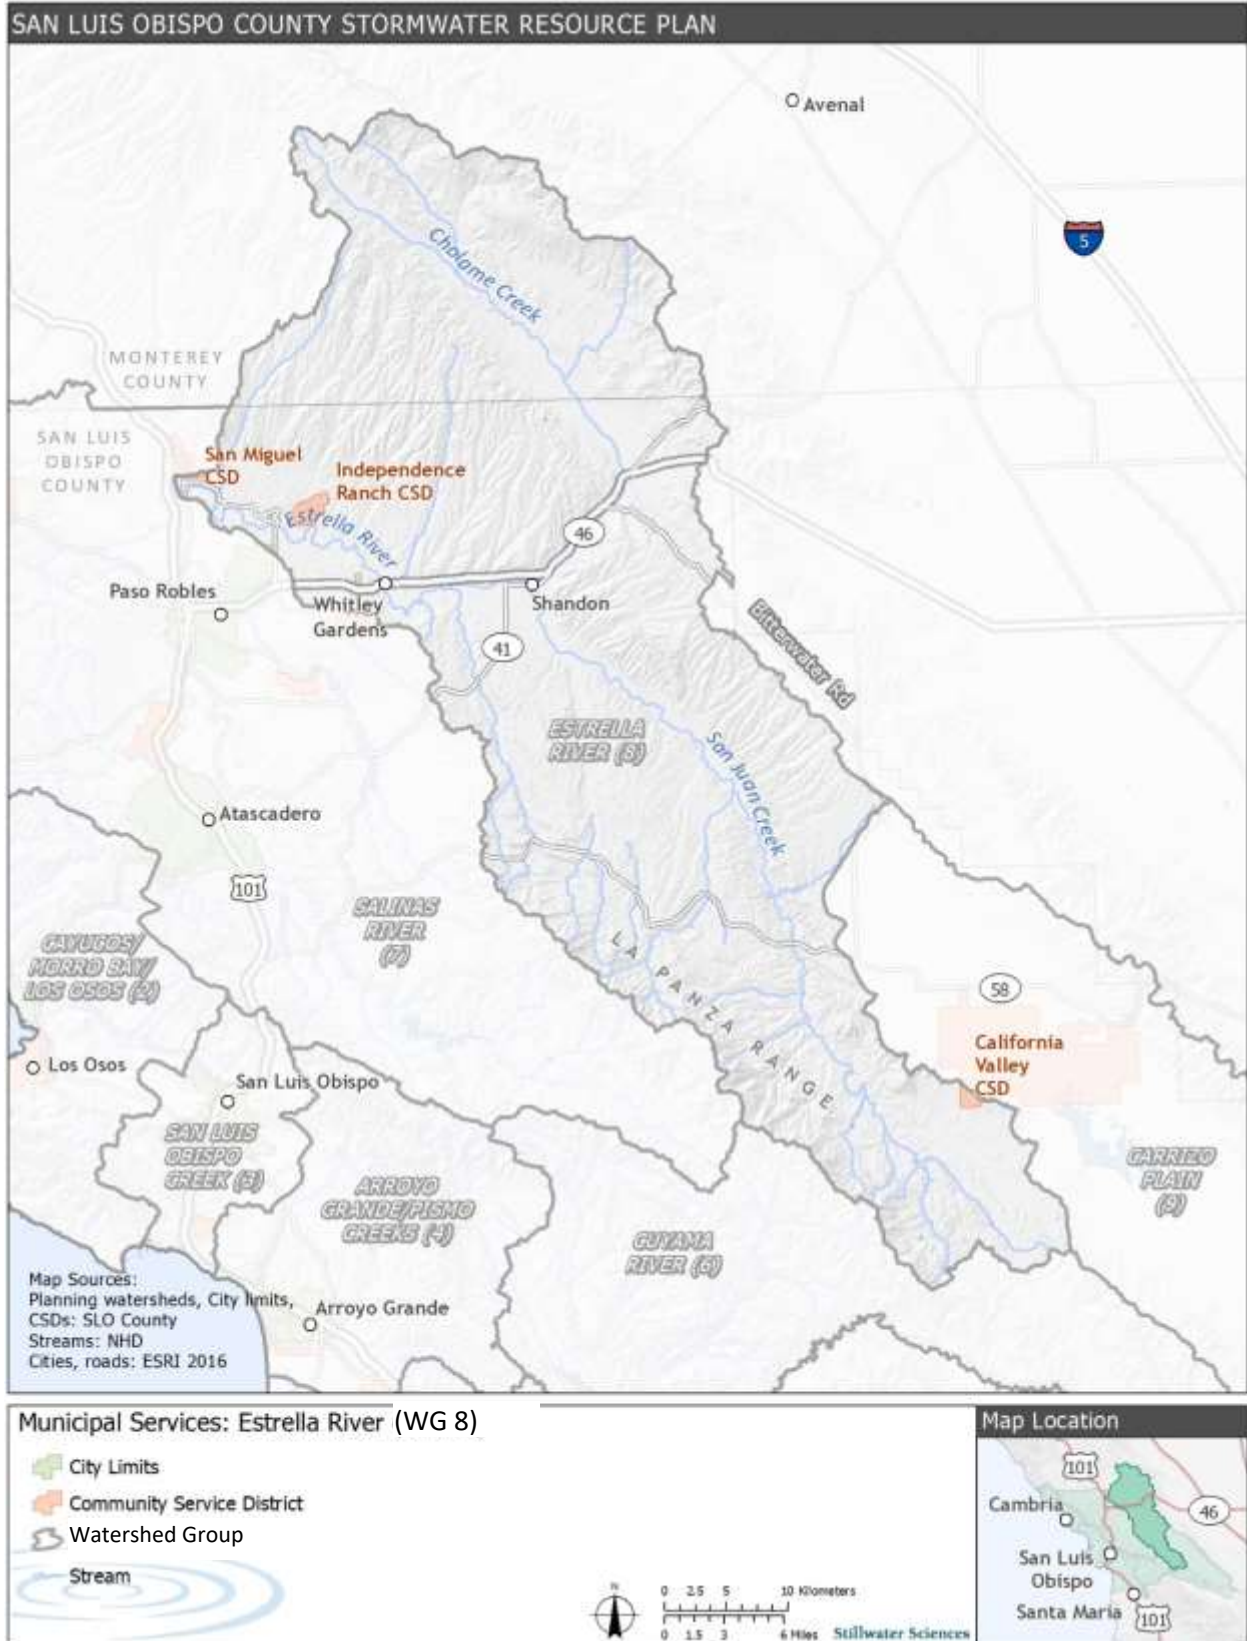 SAN LUIS OBISPO COUNTY STORMWATER RESOURCE PLAN
Avenal
5
Cholame Creek
MONTEREY
COUNTY
SAN LUIS
OBISPO
COUNTY
San Miguel
CSD
Independence
Ranch CSD
Estrella River
46
Paso Robles
Whitley
Gardens
Shandon
41
Bitterwater Rd
ESTRELLA
RIVER (8)
San Juan Creek
Atascadero
101
SALINAS
RIVER
(7)
CAYUCOS/
MORRO BAY/
LOS OSOS (2)
LA PANZA RANGE
58
California
Valley
CSD
Los Osos
San Luis Obispo
SAN LUIS
OBISPO
CREEK (3)
ARROYO
GRANDE/PISMO
CREEKS (4)
CUYAMA
RIVER (6)
CARRIZO
PLAIN
(9)
Map Sources:
Planning watersheds, City limits,
CSDs: SLO County
Streams: NHD
Cities, roads: ESRI 2016
Arroyo Grande
Municipal Services: Estrella River (WG 8)
City Limits
Community Service District
Watershed Group
Stream
N
0 2.5 5 10 Kilometers
0 1.5 3 6 Miles
Stillwater Sciences
Map Location
101
Cambria
46
San Luis
Obispo
Santa Maria
101